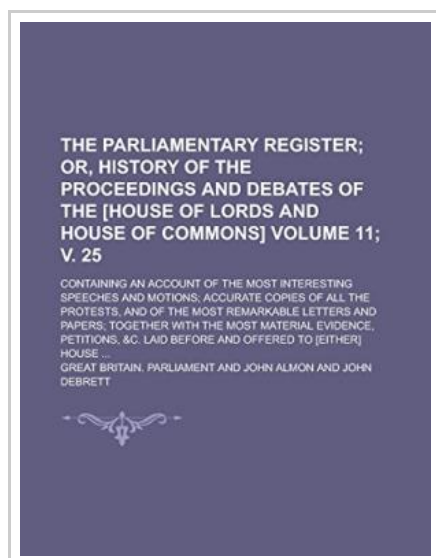 THE PARLIAMENTARY REGISTER;
OR, HISTORY OF THE
PROCEEDINGS AND DEBATES OF
THE [HOUSE OF LORDS AND
HOUSE OF COMMONS] VOLUME 11;
V. 25
CONTAINING AN ACCOUNT OF THE MOST INTERESTING
SPEECHES AND MOTIONS; ACCURATE COPIES OF ALL THE
PROTESTS, AND OF THE MOST REMARKABLE LETTERS AND
PAPERS; TOGETHER WITH THE MOST MATERIAL EVIDENCE,
PETITIONS, &C. LAID BEFORE AND OFFERED TO [EITHER]
HOUSE ...
GREAT BRITAIN. PARLIAMENT AND JOHN ALMON AND JOHN
DEBRETT